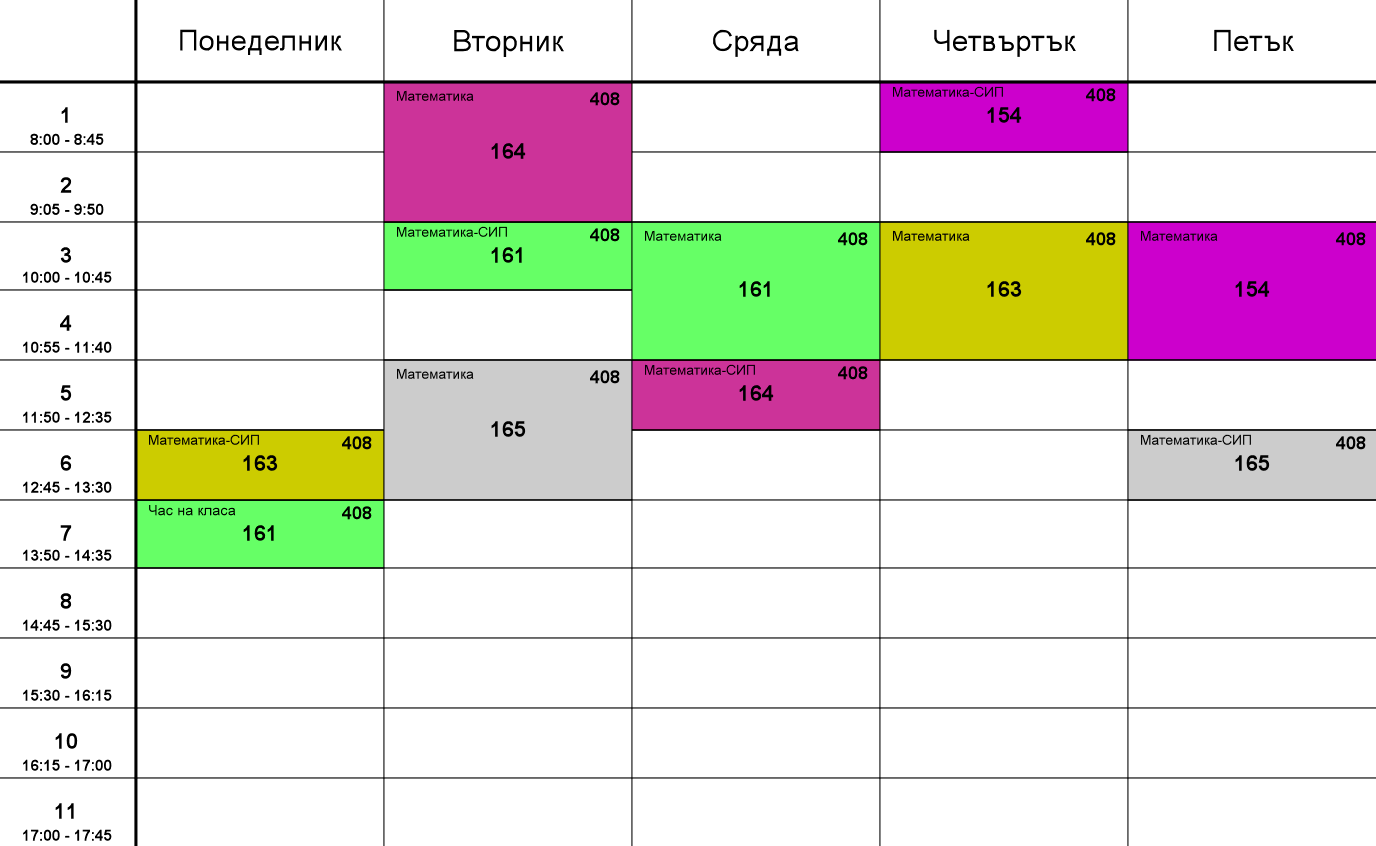 Понеделник Вторник Сряда Четвъртък Петък
1
8:00 - 8:45
Математика 408
164
Математика-СИП 408
154
2
9:05 - 9:50
3
10:00 - 10:45
Математика-СИП 408
161
Математика 408
161
Математика 408
163
Математика 408
154
4
10:55 - 11:40
5
11:50 - 12:35
Математика 408
165
Математика-СИП 408
164
6
12:45 - 13:30
Математика-СИП 408
163
Математика-СИП 408
165
7
13:50 - 14:35
Час на класа 408
161
8
14:45 - 15:30
9
15:30 - 16:15
10
16:15 - 17:00
11
17:00 - 17:45